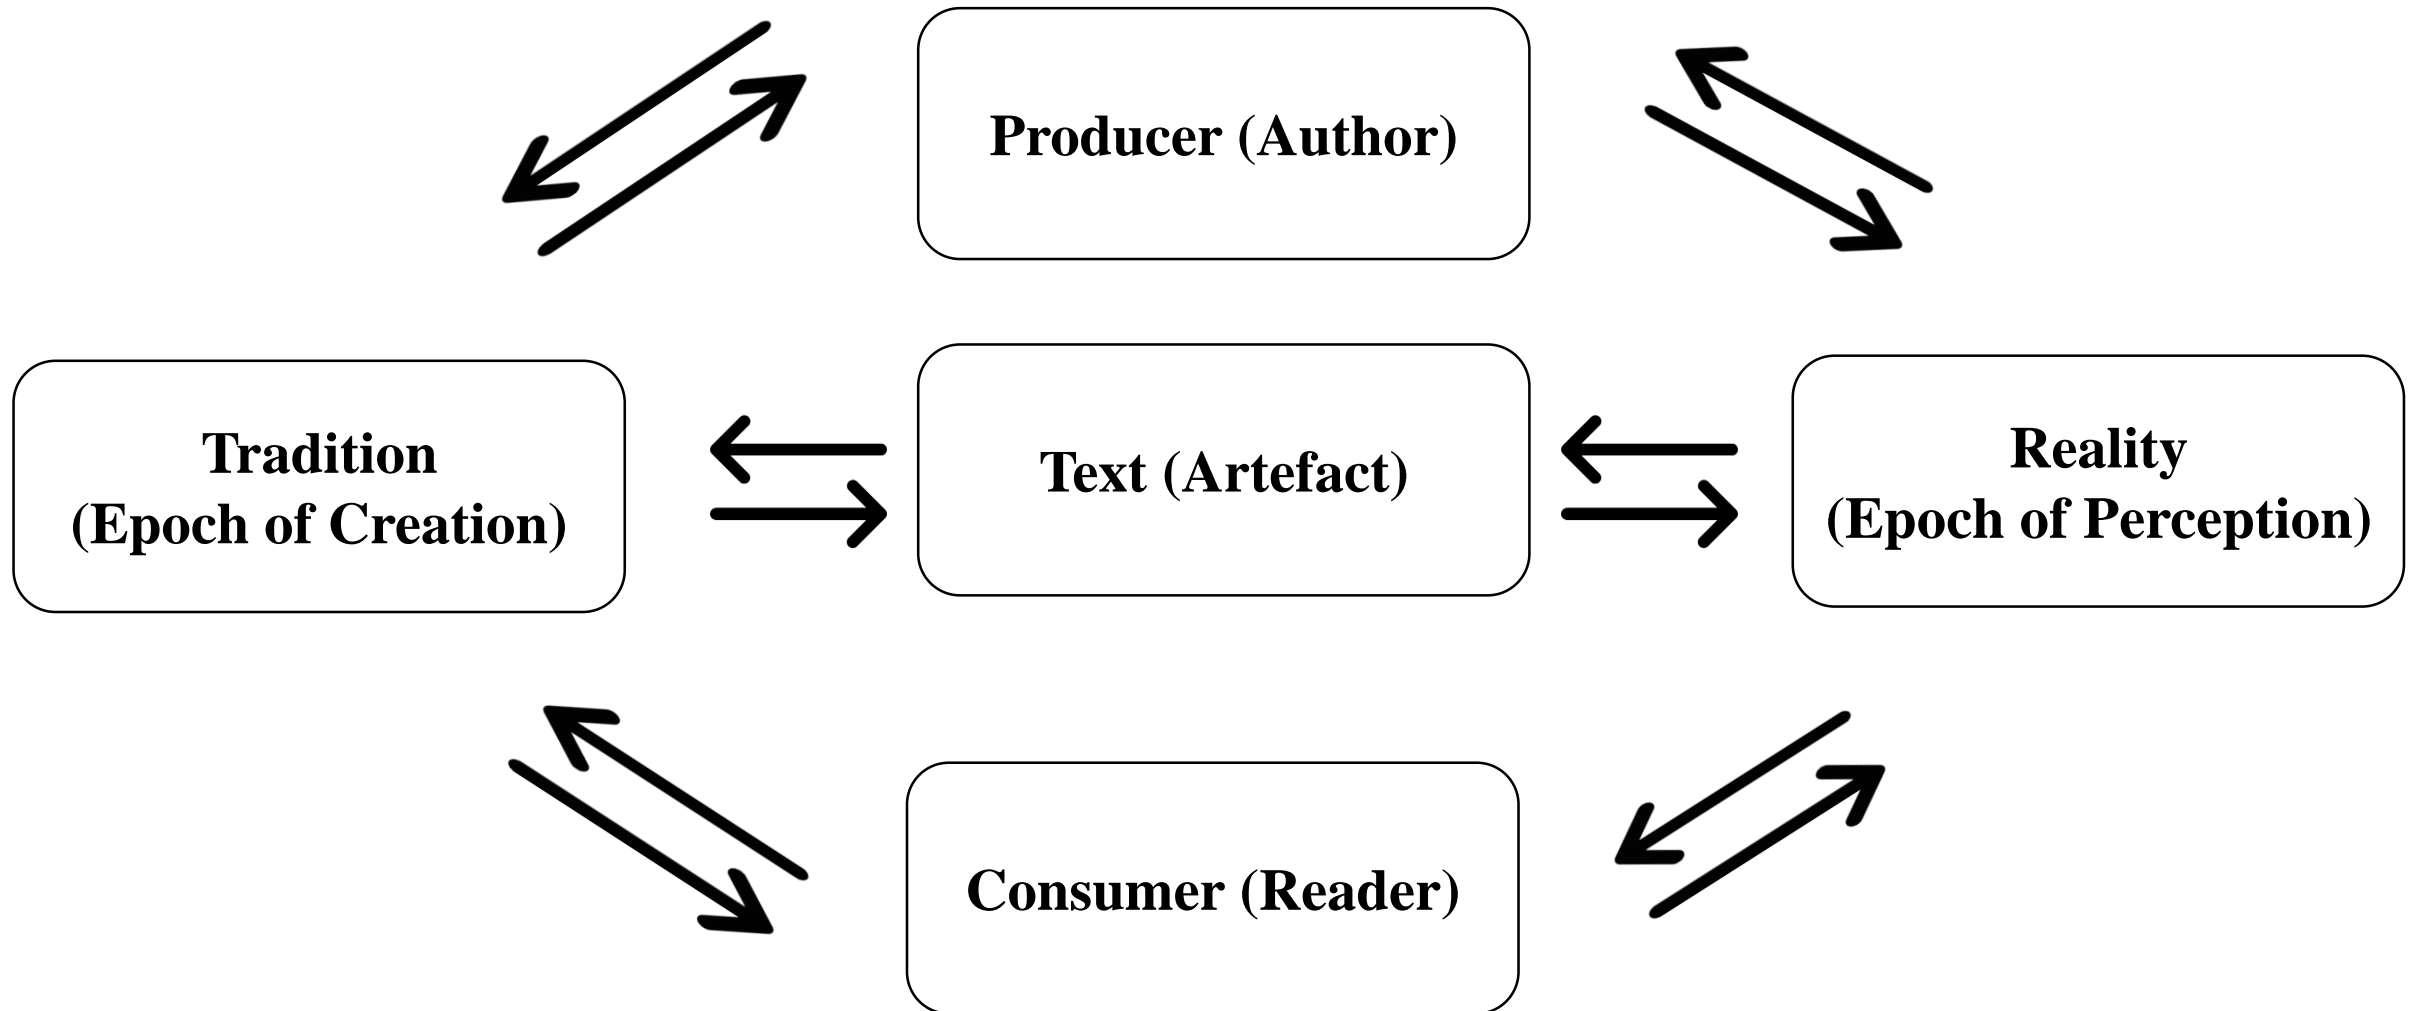 Producer (Author)
Tradition
(Epoch of Creation)
Text (Artefact)
Reality
(Epoch of Perception)
Consumer (Reader)